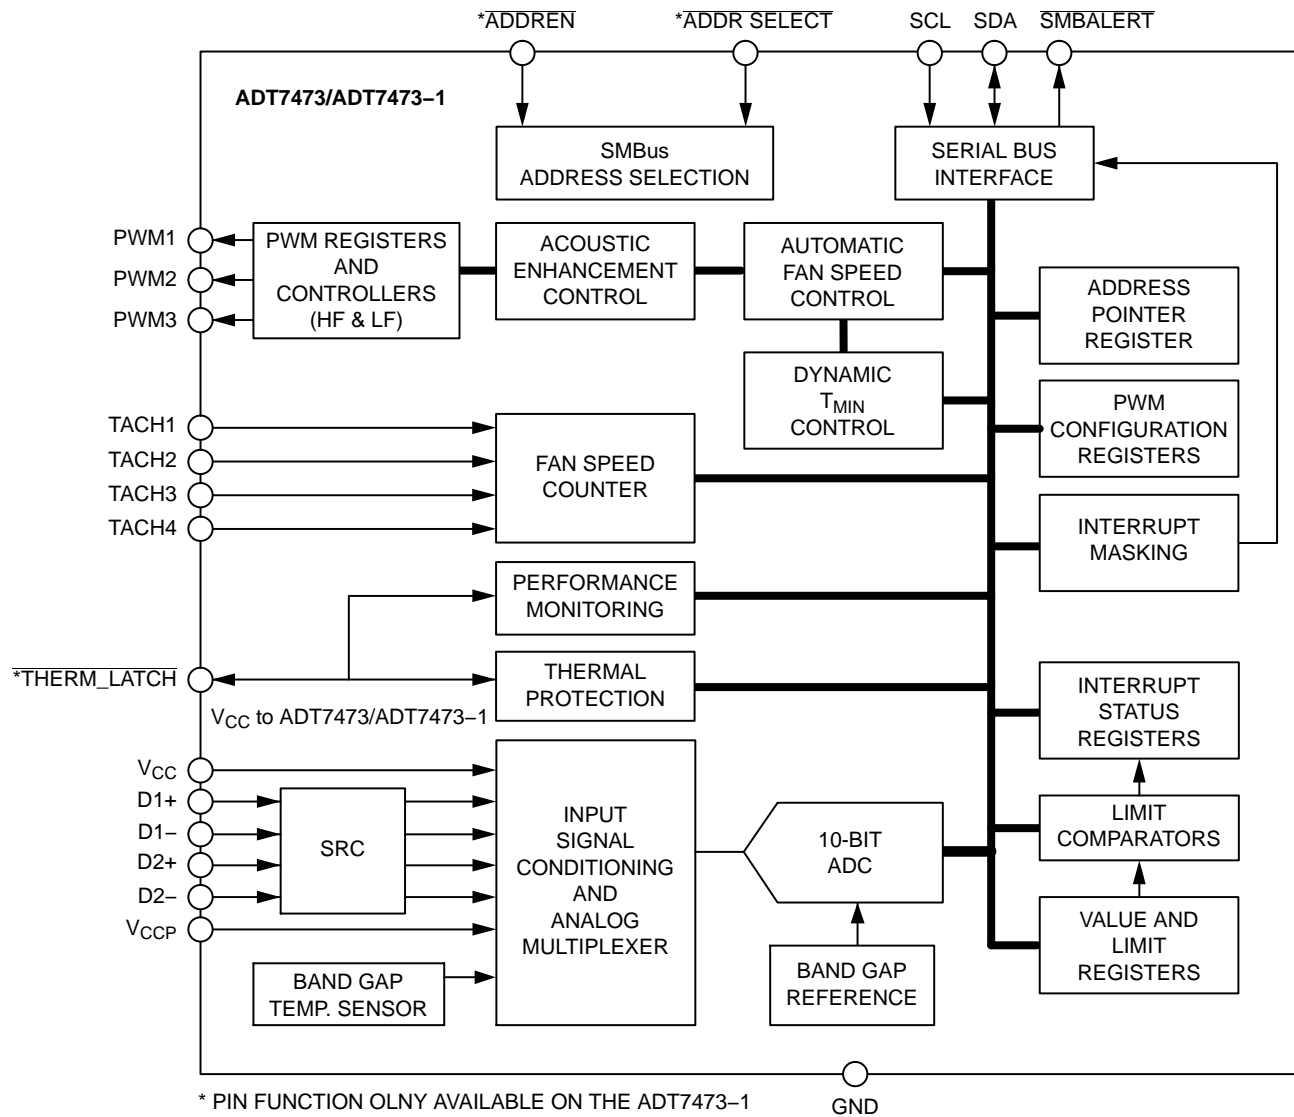 *ADDREN
*ADDR SELECT
SCL
SDA
SMBALERT
ADT7473/ADT7473–1
SMBus
ADDRESS SELECTION
SERIAL BUS
INTERFACE
PWM1
PWM2
PWM3
PWM REGISTERS
AND
CONTROLLERS
(HF & LF)
ACOUSTIC
ENHANCEMENT
CONTROL
AUTOMATIC
FAN SPEED
CONTROL
ADDRESS
POINTER
REGISTER
DYNAMIC
TMIN
CONTROL
PWM
CONFIGURATION
REGISTERS
TACH1
TACH2
TACH3
TACH4
FAN SPEED
COUNTER
INTERRUPT
MASKING
PERFORMANCE
MONITORING
*THERM_LATCH
THERMAL
PROTECTION
INTERRUPT
STATUS
REGISTERS
VCC to ADT7473/ADT7473–1
VCC
D1+
D1–
D2+
D2–
VCCP
SRC
INPUT
SIGNAL
CONDITIONING
AND
ANALOG
MULTIPLEXER
10-BIT
ADC
LIMIT
COMPARATORS
VALUE AND
LIMIT
REGISTERS
BAND GAP
TEMP. SENSOR
BAND GAP
REFERENCE
* PIN FUNCTION OLNY AVAILABLE ON THE ADT7473–1
GND